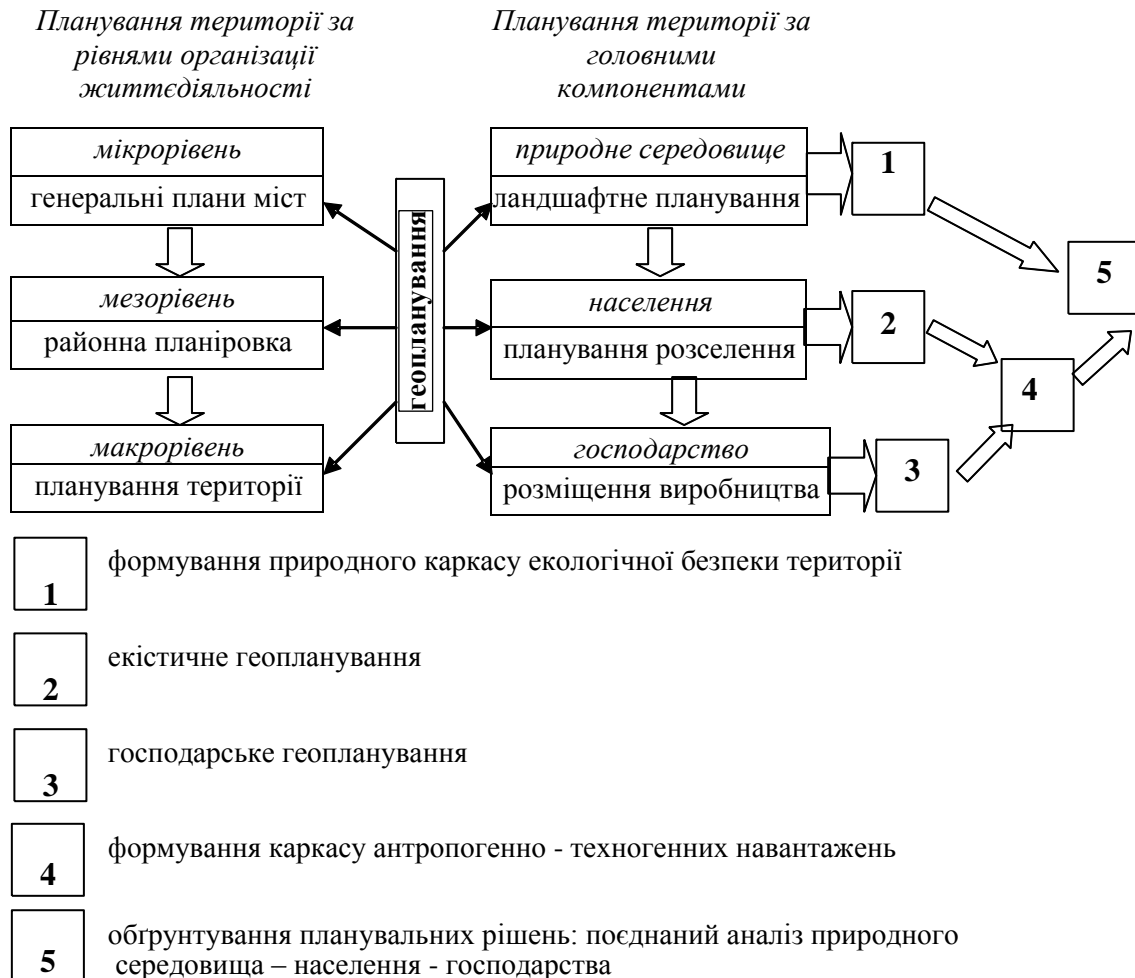 Планування території за
рівнями організації
життєдіяльності
Планування території за
головними
компонентами
мікрорівень
генеральні плани міст
мезорівень
районна планіровка
макрорівень
планування території
геопланування
природне середовище
ландшафтне планування
населення
планування розселення
господарство
розміщення виробництва
1
2
3
4
5
1 формування природного каркасу екологічної безпеки території
2 екістичне геопланування
3 господарське геопланування
4 формування каркасу антропогенно - техногенних навантажень
5 обґрунтування планувальних рішень: поєднаний аналіз природного
середовища – населення - господарства